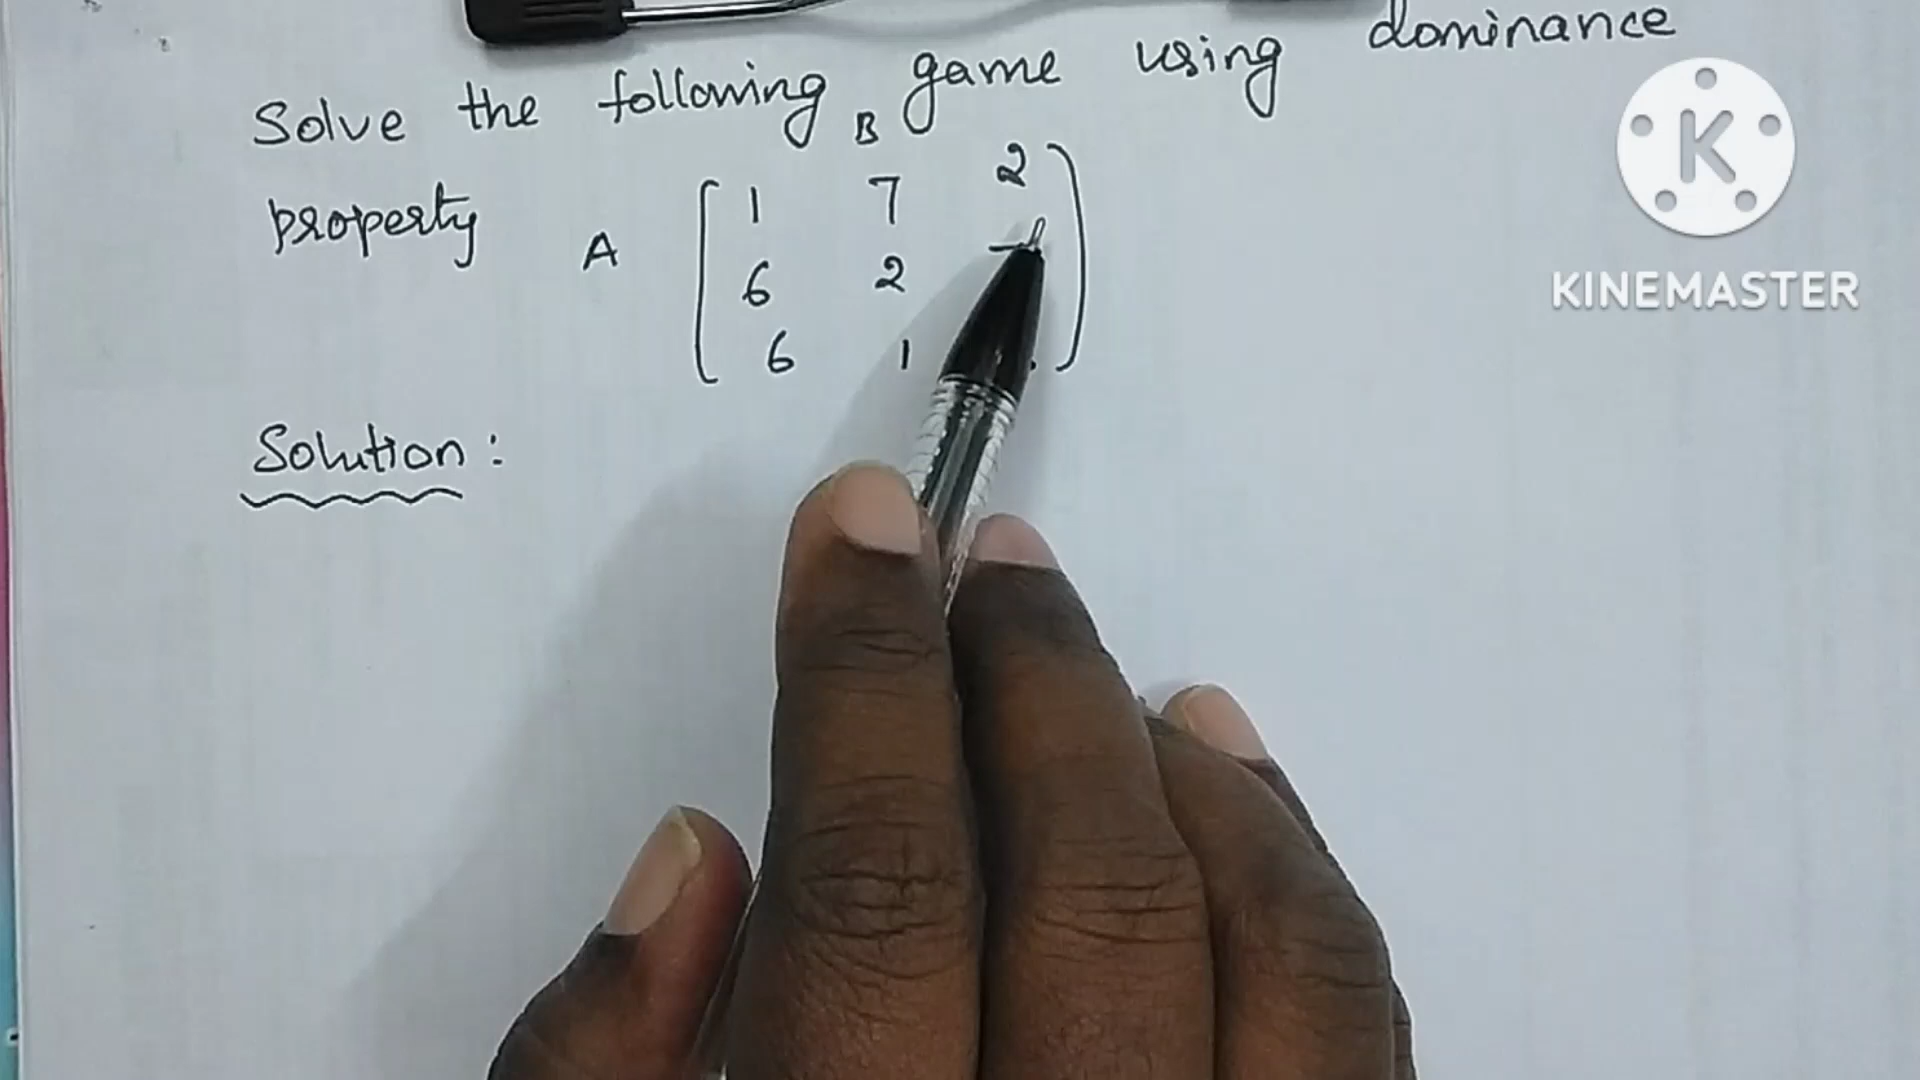 Solve the following game using dominance
B
property A 1 7 2
6 2
6 1
Solution :
K
KINEMASTER